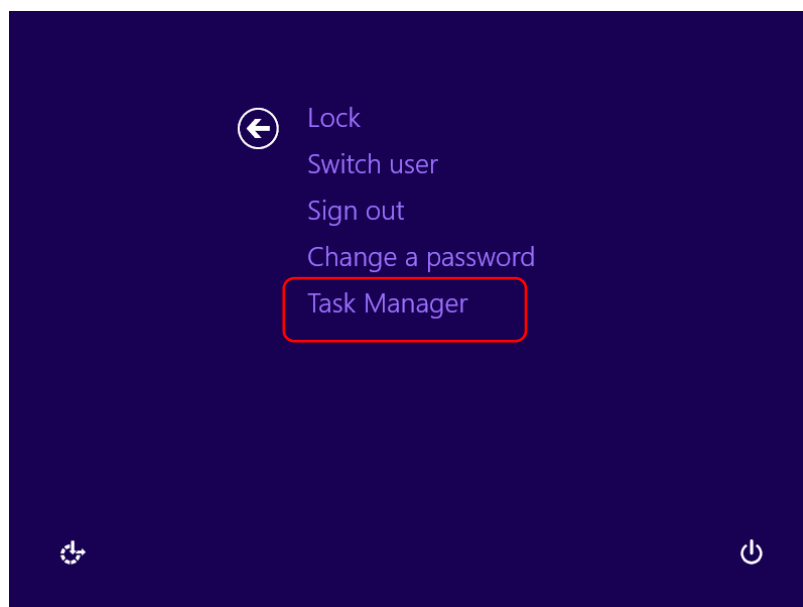 Lock
Switch user
Sign out
Change a password
Task Manager